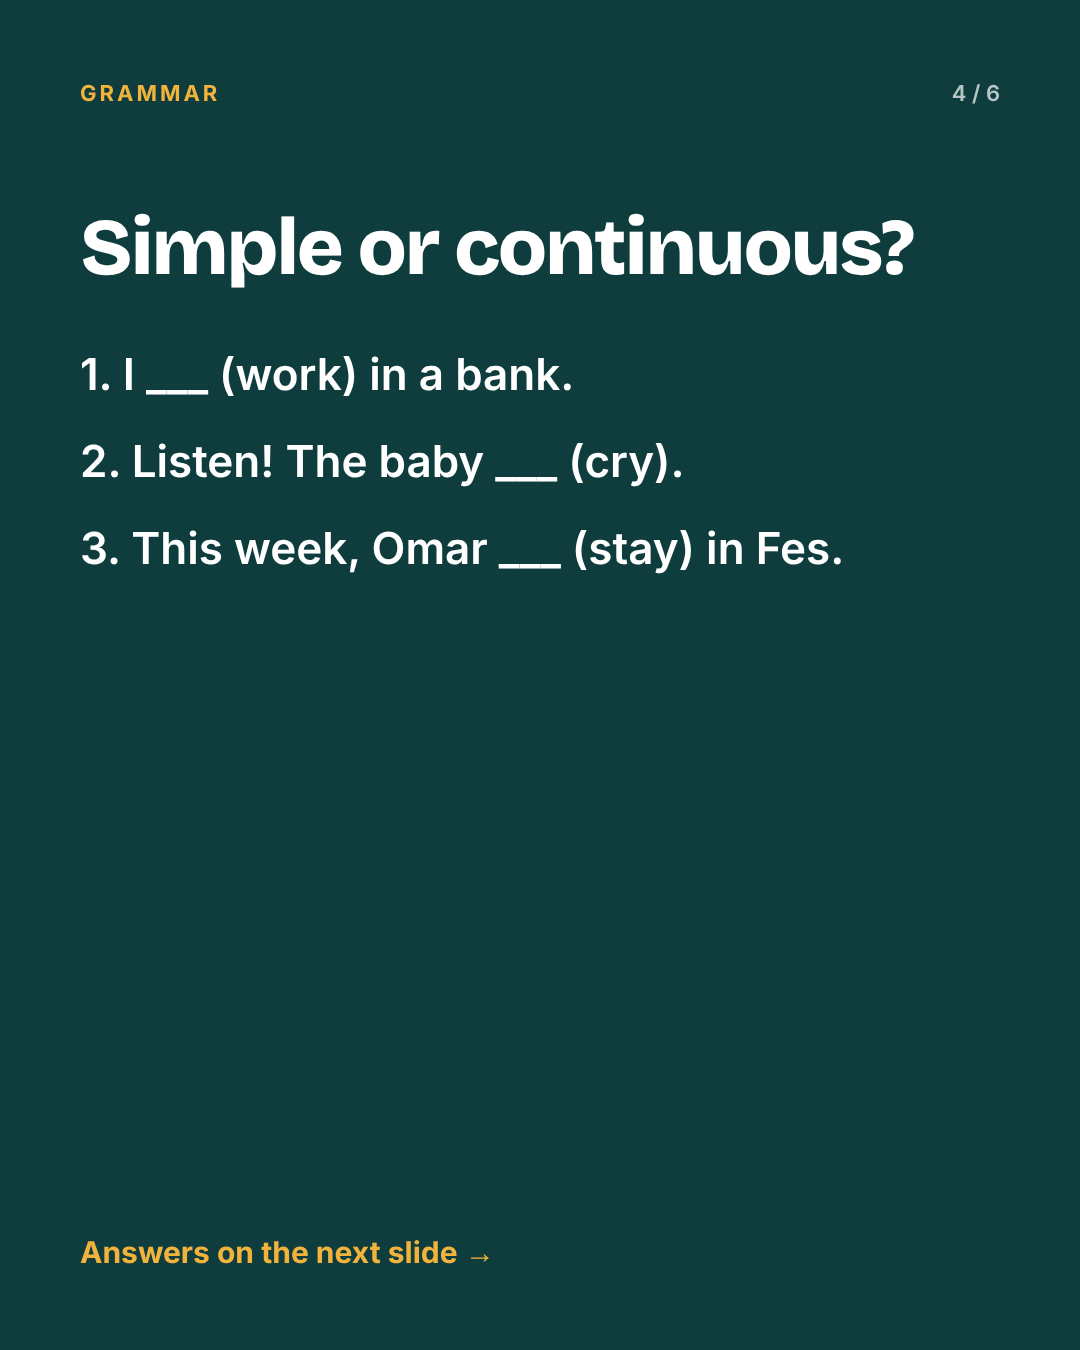 GRAMMAR
4 / 6
Simple or continuous?
1. I ___ (work) in a bank.
2. Listen! The baby ___ (cry).
3. This week, Omar ___ (stay) in Fes.
Answers on the next slide →